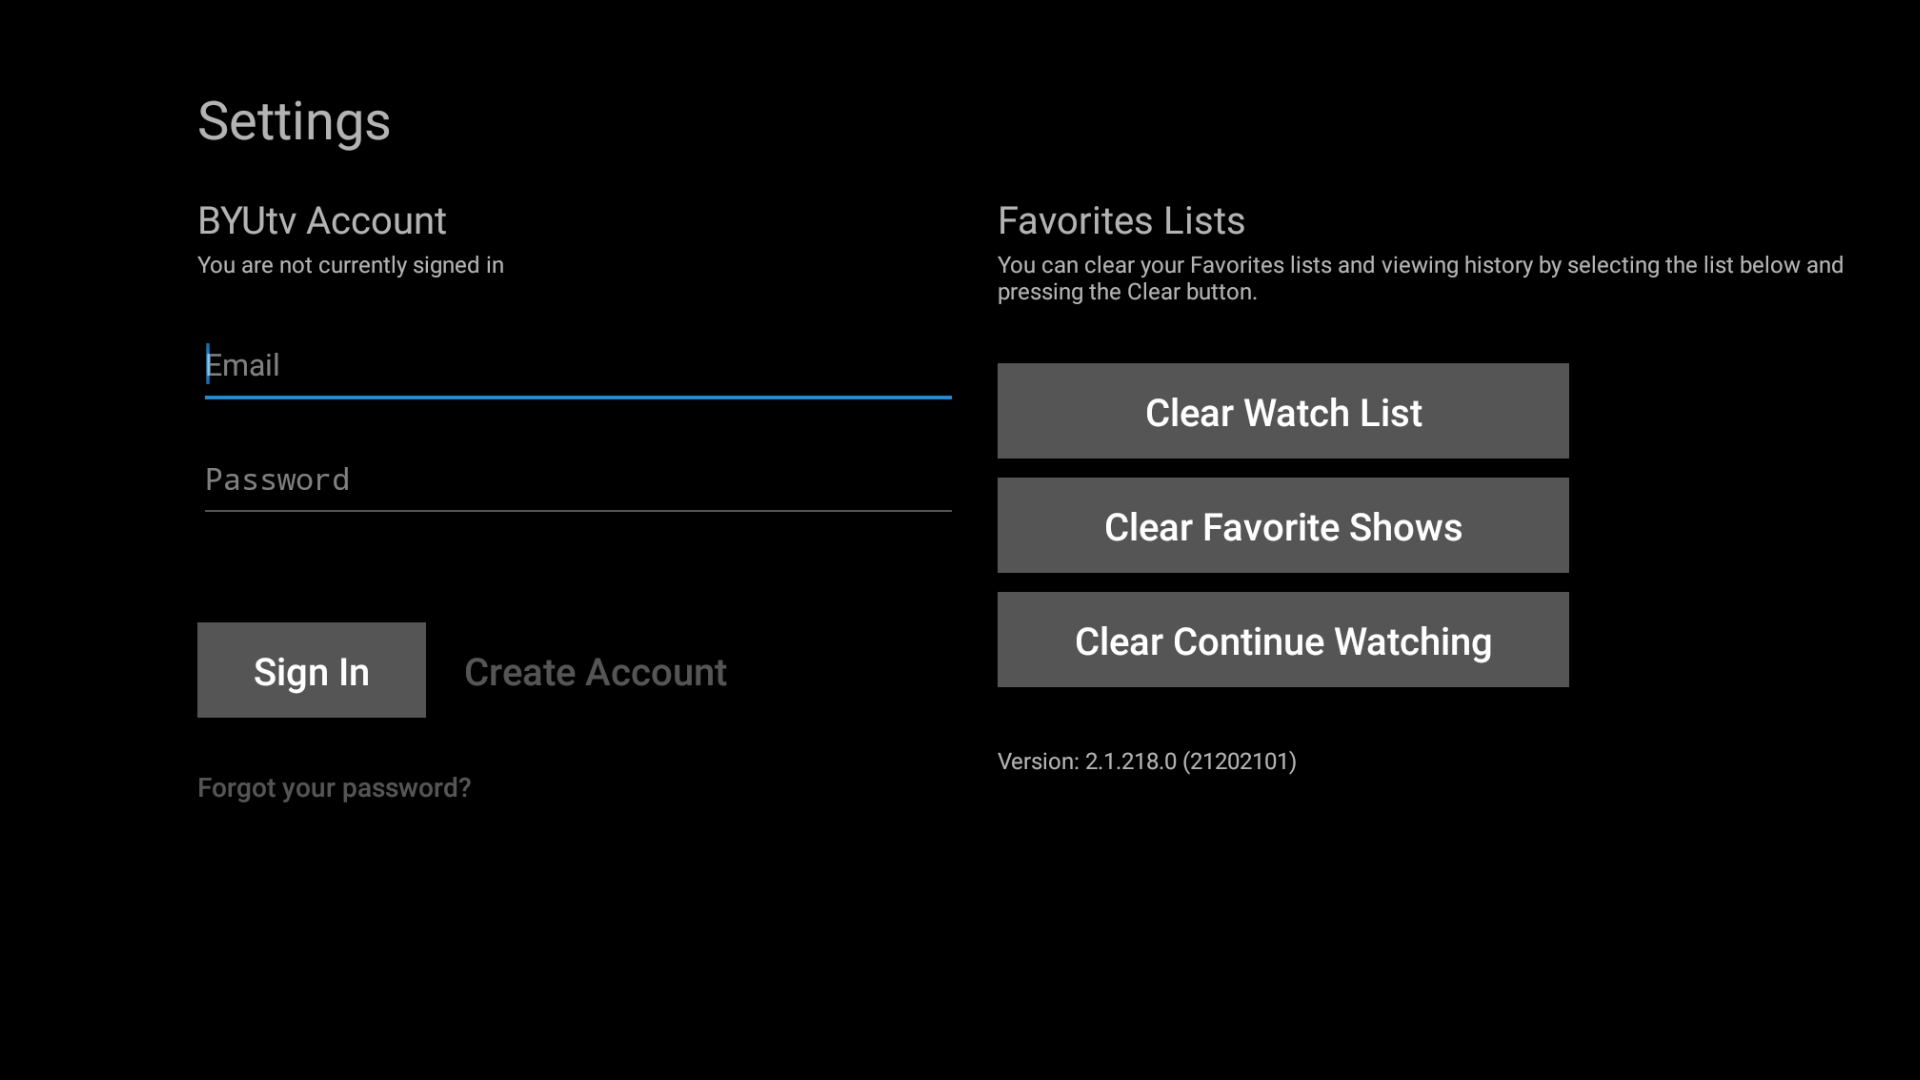 Settings
BYUtv Account
You are not currently signed in
Email
Password
Sign In
Create Account
Forgot your password?
Favorites Lists
You can clear your Favorites lists and viewing history by selecting the list below and
pressing the Clear button.
Clear Watch List
Clear Favorite Shows
Clear Continue Watching
Version: 2.1.218.0 (21202101)